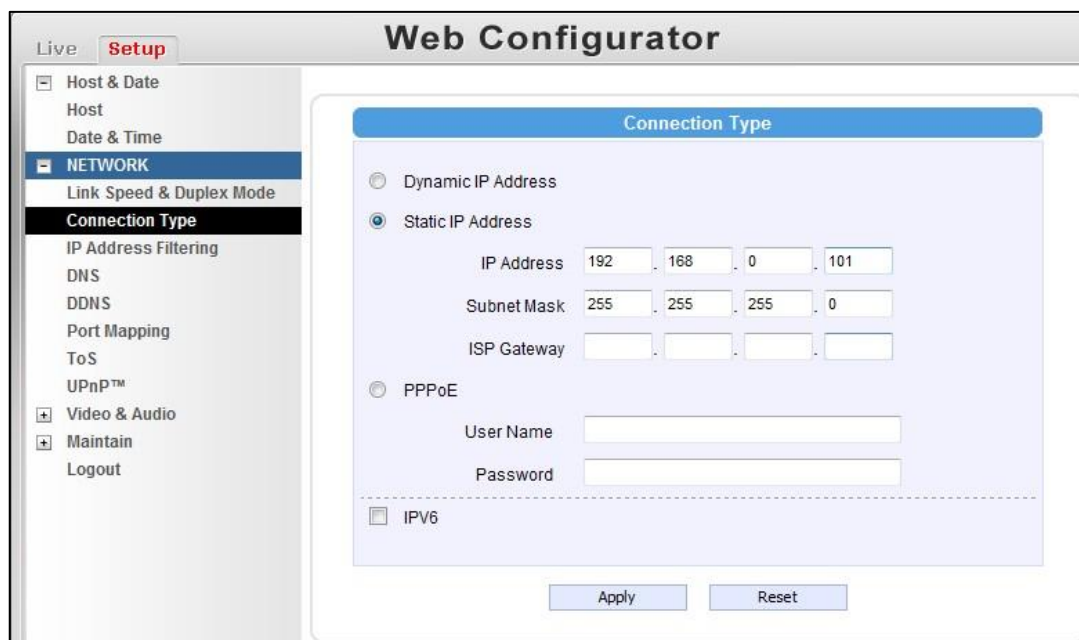 Web Configurator
Live Setup
Host & Date
Host
Date & Time
NETWORK
Link Speed & Duplex Mode
Connection Type
IP Address Filtering
DNS
DDNS
Port Mapping
ToS
UPnP™
Video & Audio
Maintain
Logout
Connection Type
Dynamic IP Address
Static IP Address
IP Address 192 . 168 . 0 . 101
Subnet Mask 255 . 255 . 255 . 0
ISP Gateway . . .
PPPoE
User Name
Password
IPV6
Apply Reset